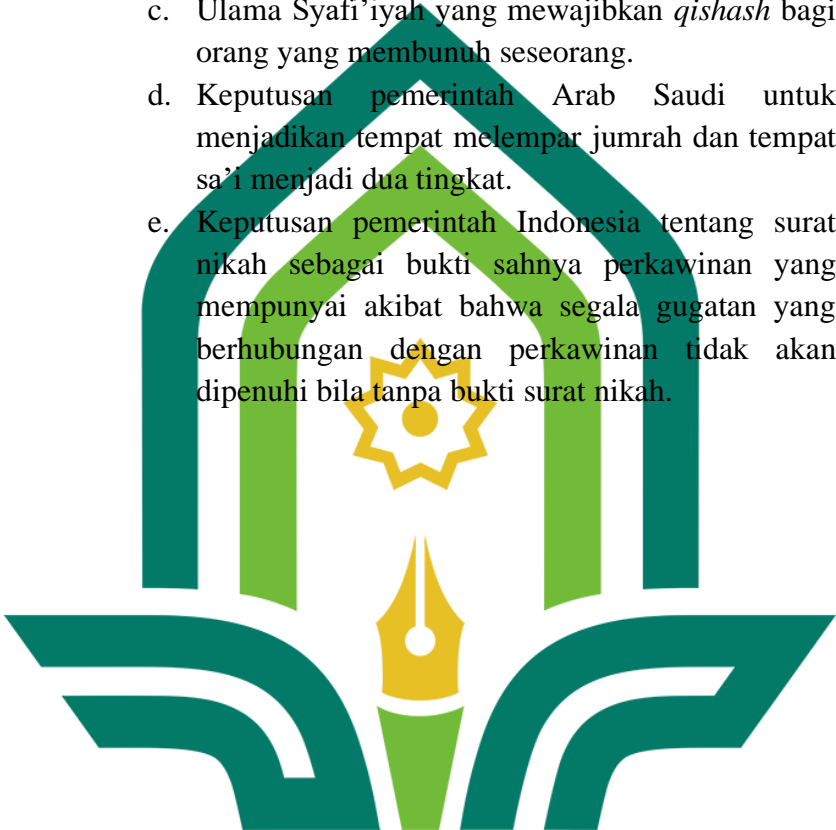 c. Ulama Syafi’iyah yang mewajibkan qishash bagi
orang yang membunuh seseorang.
d. Keputusan pemerintah Arab Saudi untuk
menjadikan tempat melempar jumrah dan tempat
sa’i menjadi dua tingkat.
e. Keputusan pemerintah Indonesia tentang surat
nikah sebagai bukti sahnya perkawinan yang
mempunyai akibat bahwa segala gugatan yang
berhubungan dengan perkawinan tidak akan
dipenuhi bila tanpa bukti surat nikah.